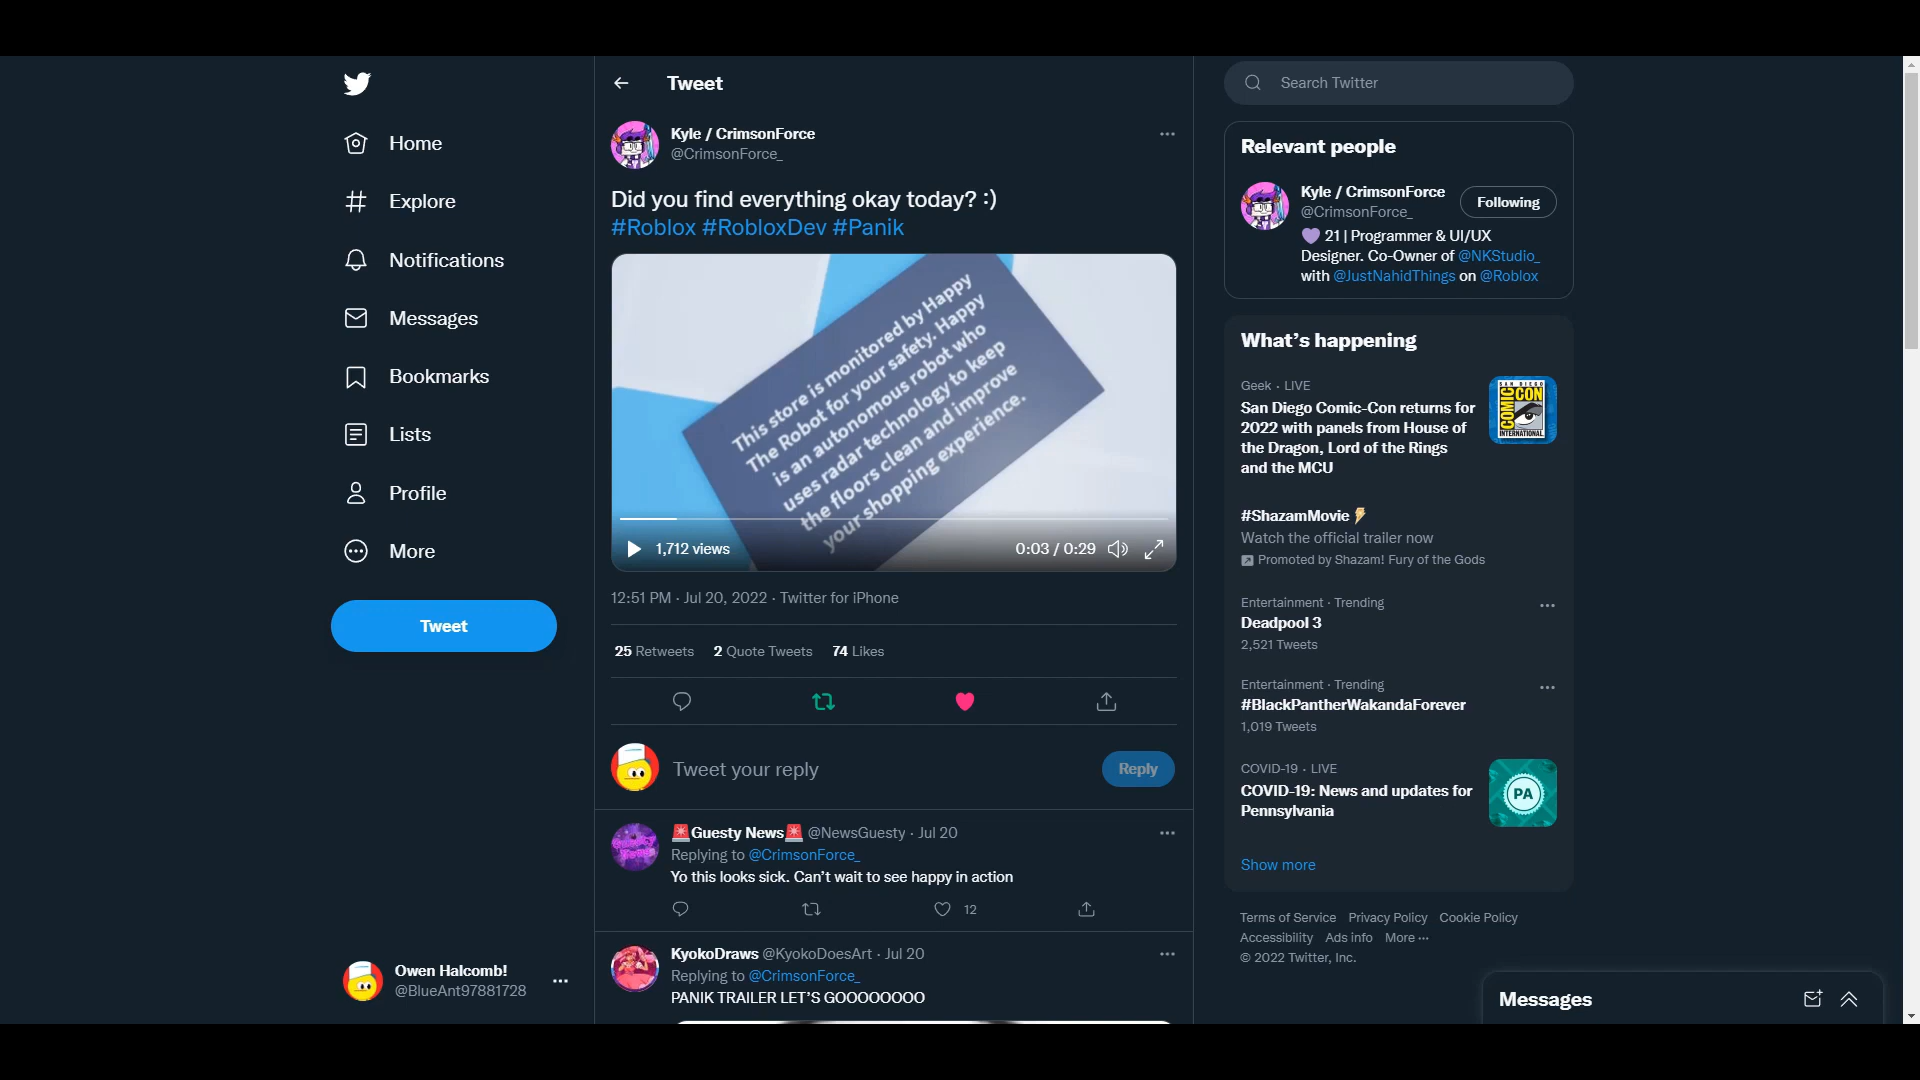 Home
Explore
Notifications
Messages
Bookmarks
Lists
Profile
More
Tweet
Owen Halcomb!
@BlueAnt97881728
Tweet
Kyle / CrimsonForce
@CrimsonForce_
Did you find everything okay today? :)
#Roblox #RobloxDev #Panik
This store is monitored by Happy
The Robot for your safety. Happy
is an autonomous robot who
uses radar technology to keep
the floors clean and improve
your shopping experience.
1,712 views
0:03 / 0:29
12:51 PM · Jul 20, 2022 · Twitter for iPhone
25 Retweets 2 Quote Tweets 74 Likes
Tweet your reply
Reply
🚨Guesty News🚨 @NewsGuesty · Jul 20
Replying to @CrimsonForce_
Yo this looks sick. Can’t wait to see happy in action
12
KyokoDraws @KyokoDoesArt · Jul 20
Replying to @CrimsonForce_
PANIK TRAILER LET’S GOOOOOOOO
Search Twitter
Relevant people
Kyle / CrimsonForce
@CrimsonForce_
Following
💜 21 | Programmer & UI/UX
Designer. Co-Owner of @NKStudio_
with @JustNahidThings on @Roblox
What’s happening
Geek · LIVE
San Diego Comic-Con returns for
2022 with panels from House of
the Dragon, Lord of the Rings
and the MCU
SAN DIEGO
COMIC
CON
INTERNATIONAL
#ShazamMovie⚡
Watch the official trailer now
Promoted by Shazam! Fury of the Gods
Entertainment · Trending
Deadpool 3
2,521 Tweets
Entertainment · Trending
#BlackPantherWakandaForever
1,019 Tweets
COVID-19 · LIVE
COVID-19: News and updates for
Pennsylvania
PA
Show more
Terms of Service Privacy Policy Cookie Policy
Accessibility Ads info More ···
© 2022 Twitter, Inc.
Messages